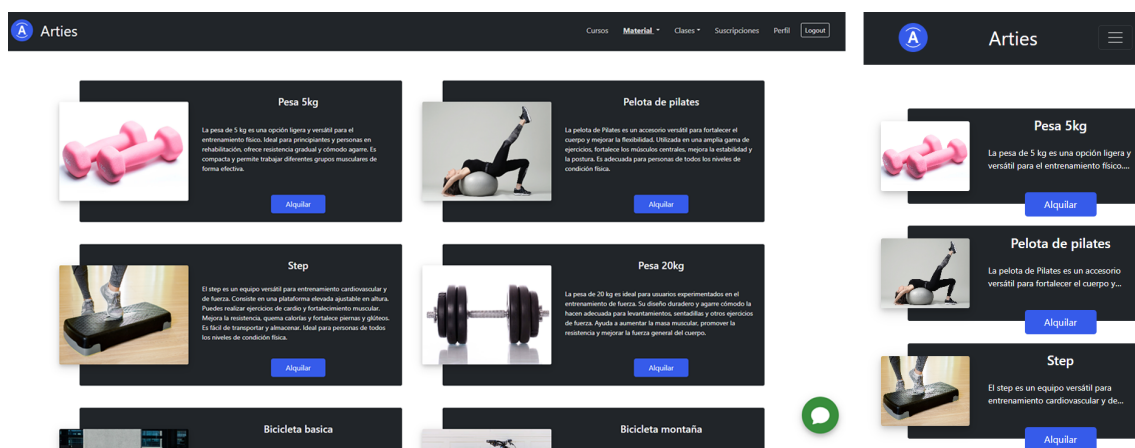 A Arties
Cursos Material Clases Suscripciones Perfil Logout
Pesa 5kg
La pesa de 5 kg es una opción ligera y versátil para el
entrenamiento físico. Ideal para principiantes y personas en
rehabilitación, ofrece resistencia gradual y cómodo agarre. Es
compacta y permite trabajar diferentes grupos musculares de
forma efectiva.
Alquilar
Pelota de pilates
La pelota de Pilates es un accesorio versátil para fortalecer el
cuerpo y mejorar la flexibilidad. Utilizada en una amplia gama de
ejercicios, fortalece los músculos centrales, mejora la estabilidad y
la postura. Es adecuada para personas de todos los niveles de
condición física.
Alquilar
Step
El step es un equipo versátil para entrenamiento cardiovascular y
de fuerza. Consiste en una plataforma elevada ajustable en altura.
Puedes realizar ejercicios de cardio y fortalecimiento muscular.
Mejora la resistencia, quema calorías y fortalece piernas y glúteos.
Es fácil de transportar y almacenar. Ideal para personas de todos
los niveles de condición física.
Alquilar
Pesa 20kg
La pesa de 20 kg es ideal para usuarios experimentados en el
entrenamiento de fuerza. Su diseño duradero y agarre cómodo la
hacen adecuada para levantamientos, sentadillas y otros ejercicios
de fuerza. Ayuda a aumentar la masa muscular, promover la
resistencia y mejorar la fuerza general del cuerpo.
Alquilar
Bicicleta basica
Bicicleta montaña
A Arties
Pesa 5kg
La pesa de 5 kg es una opción ligera y
versátil para el entrenamiento físico....
Alquilar
Pelota de pilates
La pelota de Pilates es un accesorio
versátil para fortalecer el cuerpo y...
Alquilar
Step
El step es un equipo versátil para
entrenamiento cardiovascular y de...
Alquilar